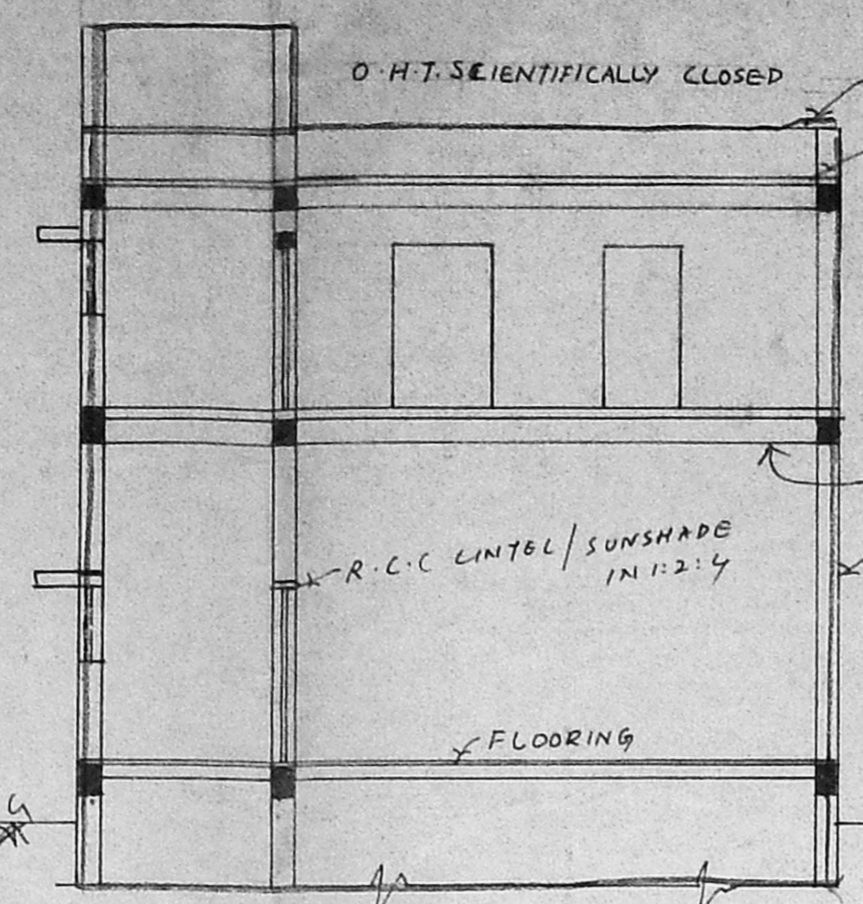 O.H.T. SCIENTIFICALLY CLOSED
R.C.C LINTEL / SUNSHADE
IN 1:2:4
FLOORING
G